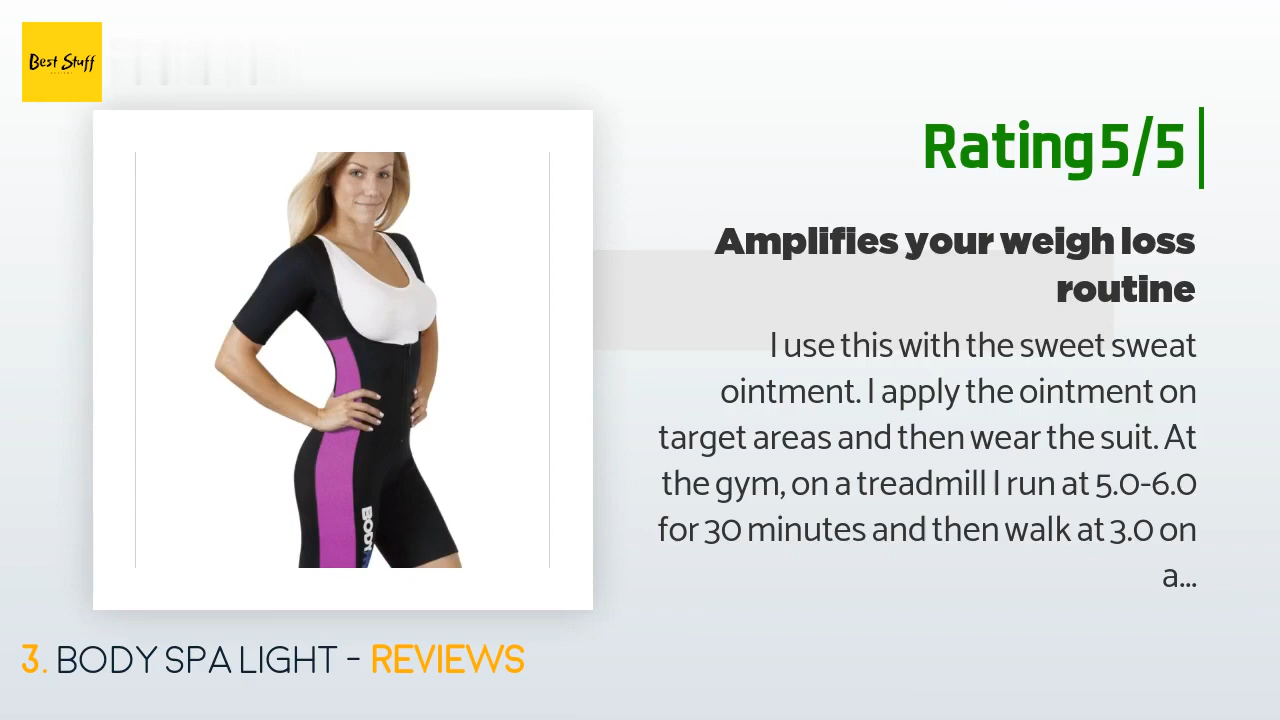 Best Stuff
Rating 5/5
Amplifies your weigh loss
routine
I use this with the sweet sweat
ointment. I apply the ointment on
target areas and then wear the suit. At
the gym, on a treadmill I run at 5.0-6.0
for 30 minutes and then walk at 3.0 on
a...
3. BODY SPA LIGHT - REVIEWS